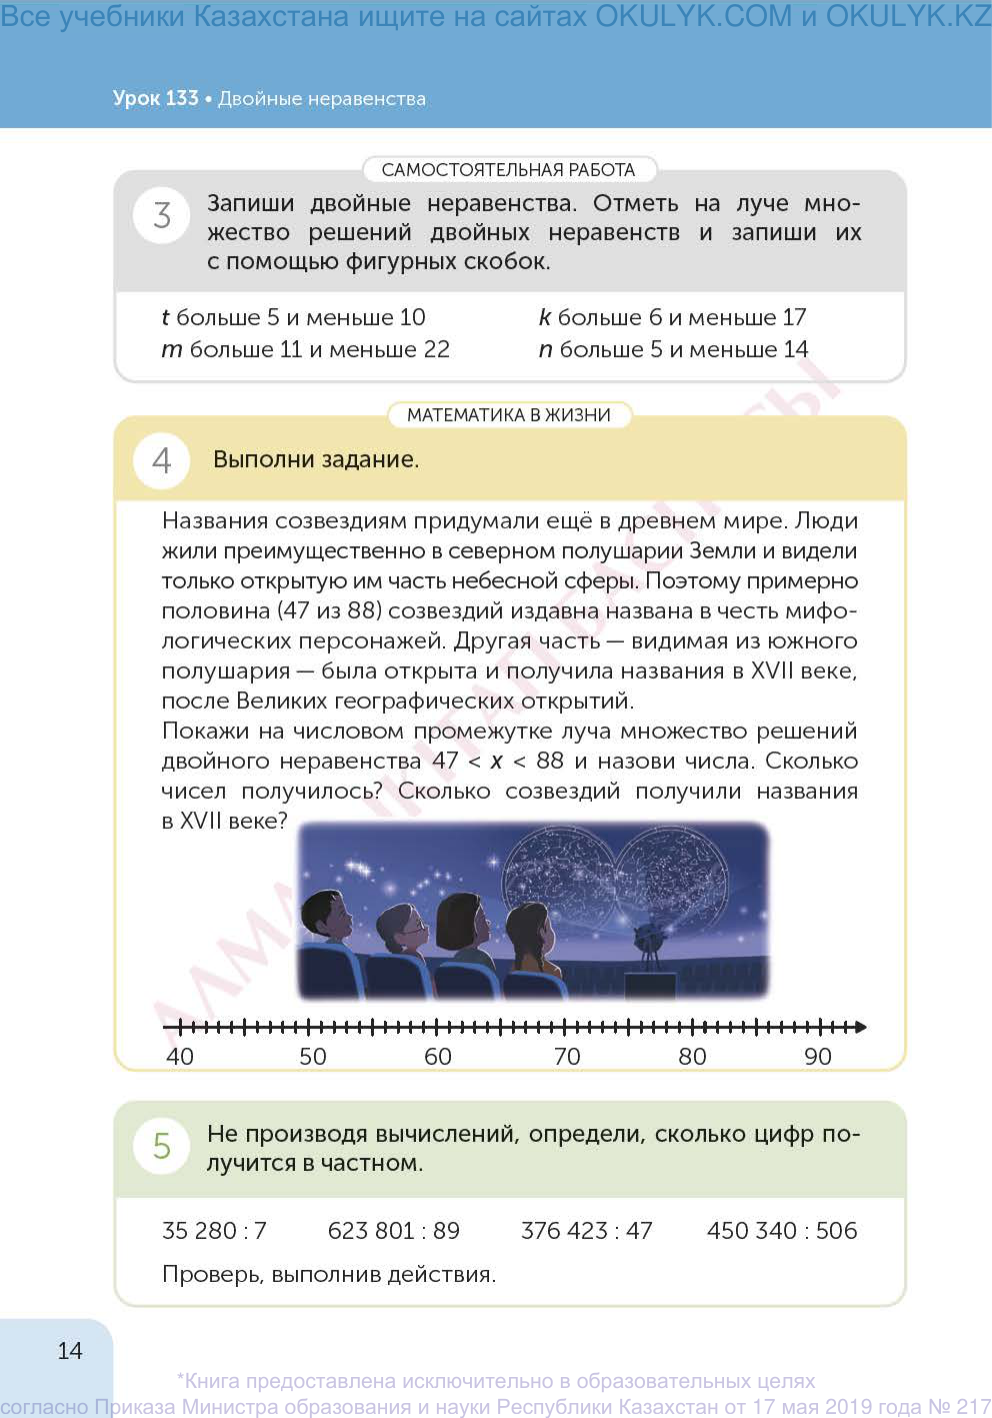 Все учебники Казахстана ищите на сайтах OKULYK.COM и OKULYK.KZ
Урок 133 • Двойные неравенства
САМОСТОЯТЕЛЬНАЯ РАБОТА
3
Запиши двойные неравенства. Отметь на луче мно-
жество решений двойных неравенств и запиши их
с помощью фигурных скобок.
t больше 5 и меньше 10 k больше 6 и меньше 17
m больше 11 и меньше 22 n больше 5 и меньше 14
МАТЕМАТИКА В ЖИЗНИ
4
Выполни задание.
Названия созвездиям придумали ещё в древнем мире. Люди
жили преимущественно в северном полушарии Земли и видели
только открытую им часть небесной сферы. Поэтому примерно
половина (47 из 88) созвездий издавна названа в честь мифо-
логических персонажей. Другая часть — видимая из южного
полушария — была открыта и получила названия в XVII веке,
после Великих географических открытий.
Покажи на числовом промежутке луча множество решений
двойного неравенства 47 < x < 88 и назови числа. Сколько
чисел получилось? Сколько созвездий получили названия
в XVII веке?
40 50 60 70 80 90
5
Не производя вычислений, определи, сколько цифр по-
лучится в частном.
35 280 : 7 623 801 : 89 376 423 : 47 450 340 : 506
Проверь, выполнив действия.
14
*Книга предоставлена исключительно в образовательных целях
согласно Приказа Министра образования и науки Республики Казахстан от 17 мая 2019 года № 217